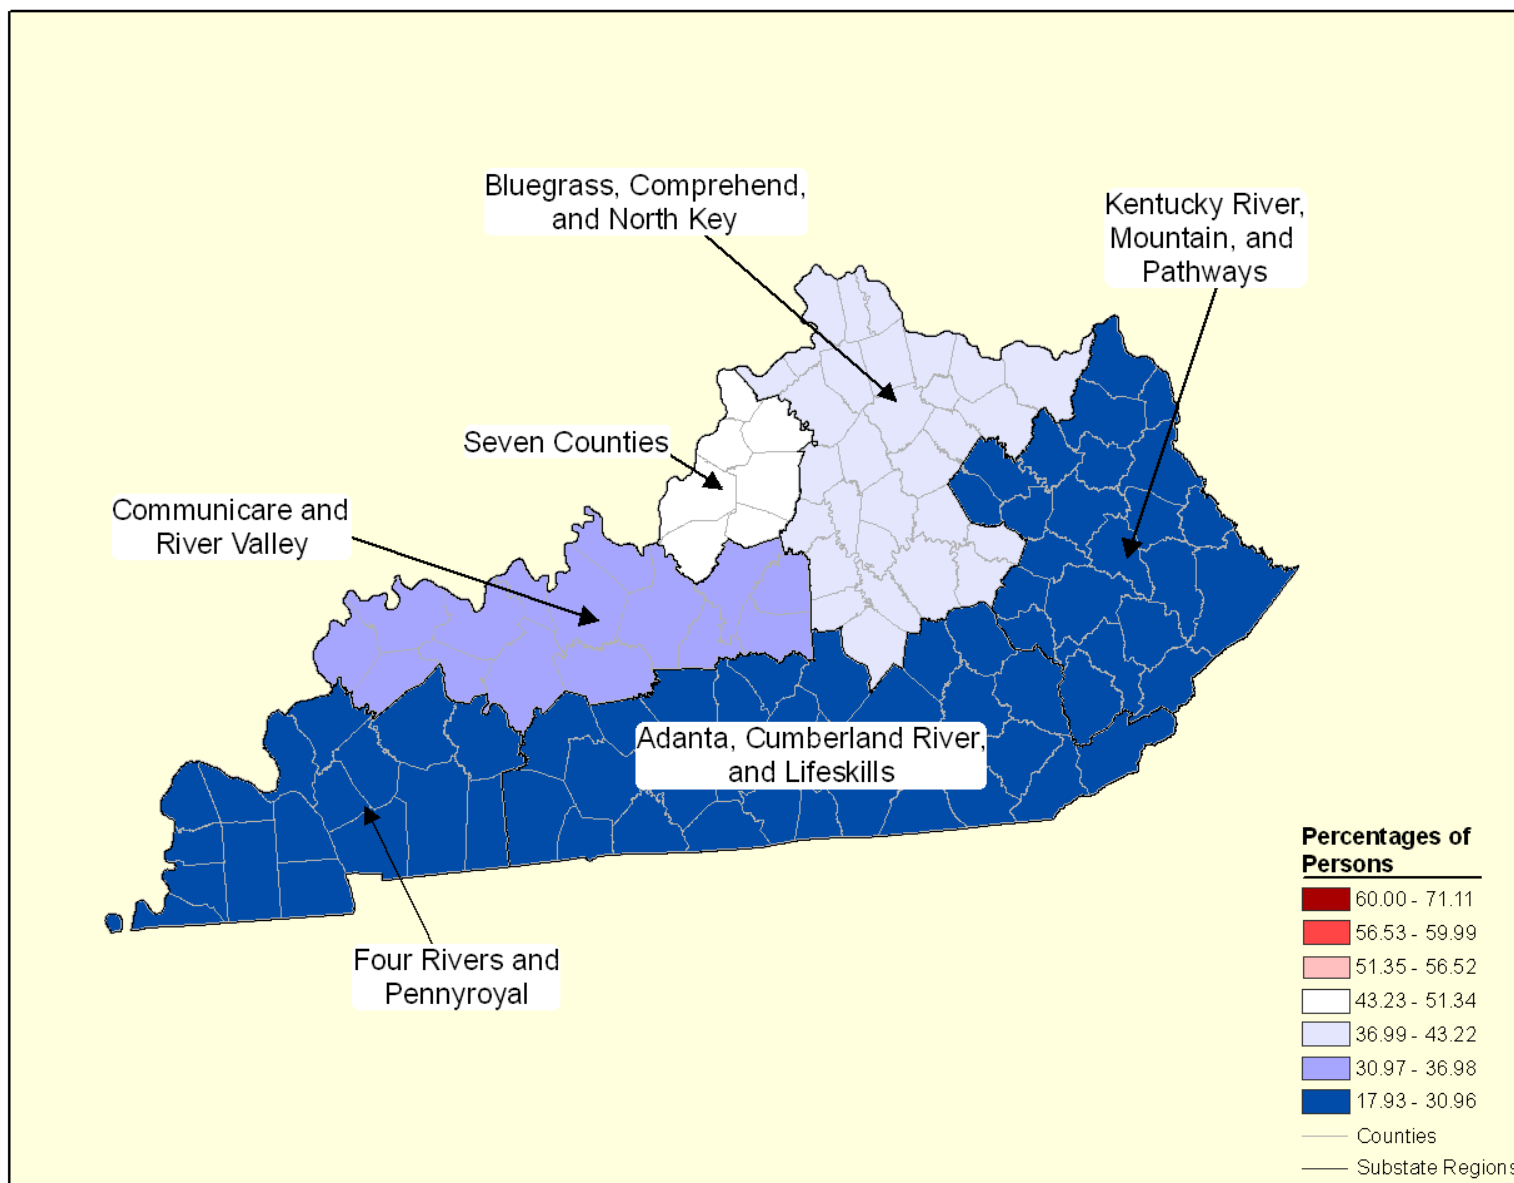 Bluegrass, Comprehend,
and North Key
Kentucky River,
Mountain, and
Pathways
Seven Counties
Communicare and
River Valley
Adanta, Cumberland River,
and Lifeskills
Four Rivers and
Pennyroyal
Percentages of
Persons
60.00 - 71.11
56.53 - 59.99
51.35 - 56.52
43.23 - 51.34
36.99 - 43.22
30.97 - 36.98
17.93 - 30.96
Counties
Substate Regions